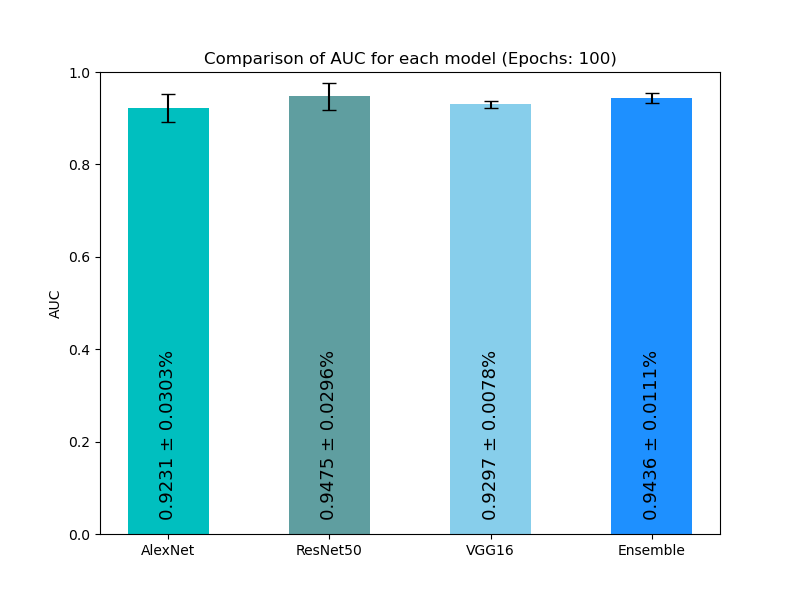 Comparison of AUC for each model (Epochs: 100)
1.0
0.8
0.6
0.4
0.2
0.0
AUC
0.9231 ± 0.0303%
0.9475 ± 0.0296%
0.9297 ± 0.0078%
0.9436 ± 0.0111%
AlexNet
ResNet50
VGG16
Ensemble